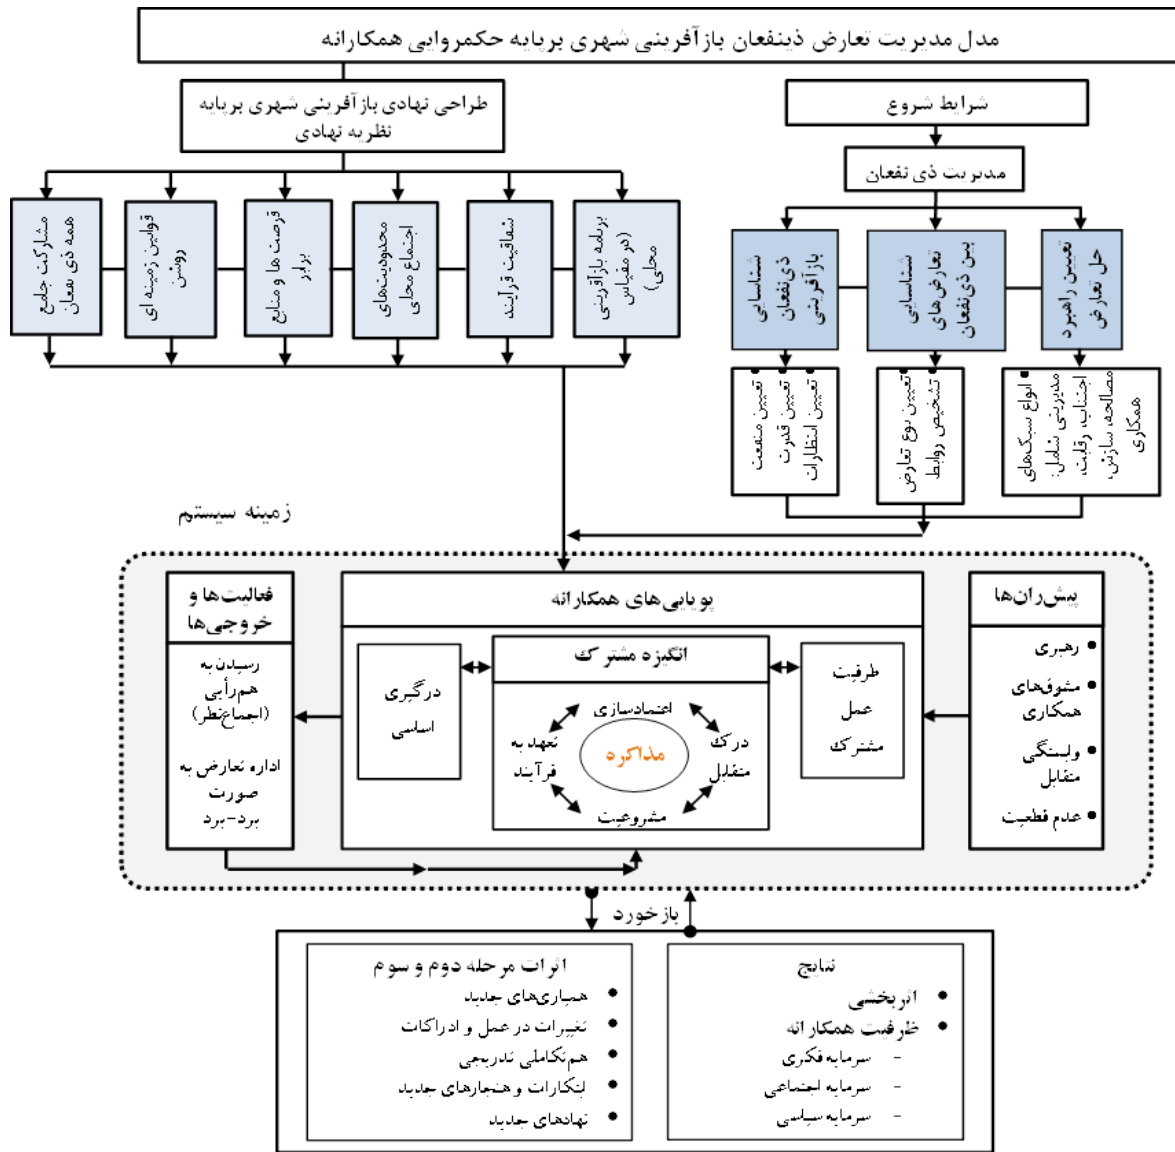 مدل مدیریت تعارض ذینفعان بازآفرینی شهری برپایه حکمروایی همکارانه
شرایط شروع
مدیریت ذی نفعان
تعیین راهبرد
حل تعارض
شناسایی
تعارض‌های
بین ذی‌نفعان
شناسایی
ذی‌نفعان
بازآفرینی
• انواع سبک‌های
مدیریتی شامل:
اجتناب، رقابت،
مصالحه، سازش،
همکاری
• تعیین نوع تعارض
• تشخیص روابط
• تعیین منفعت
• تعیین قدرت
• تعیین انتظارات
طراحی نهادی بازآفرینی شهری برپایه
نظریه نهادی
برنامه بازآفرینی
(در مقیاس
محلی)
شفافیت فرآیند
محدودیت‌های
اجتماع محلی
فرصت ها و منابع
برابر
قوانین زمینه ای
روشن
مشارکت جامع
همه ذی نفعان
زمینه سیستم
پیش‌ران‌ها
• رهبری
• مشوق‌های
همکاری
• وابستگی
متقابل
• عدم قطعیت
پویایی‌های همکارانه
ظرفیت
عمل
مشترک
انگیزه مشترک
اعتمادسازی
درک
متقابل
مذاکره
تعهد به
فرآیند
مشروعیت
درگیری
اساسی
فعالیت‌ها و
خروجی‌ها
رسیدن به
هم‌رأیی
(اجماع‌نظر)
اداره تعارض به
صورت
برد-برد
بازخورد
نتایج
• اثربخشی
• ظرفیت همکارانه
- سرمایه فکری
- سرمایه اجتماعی
- سرمایه سیاسی
اثرات مرحله دوم و سوم
• همیاری‌های جدید
• تغییرات در عمل و ادراکات
• هم‌تکاملی تدریجی
• ابتکارات و هنجارهای جدید
• نهادهای جدید